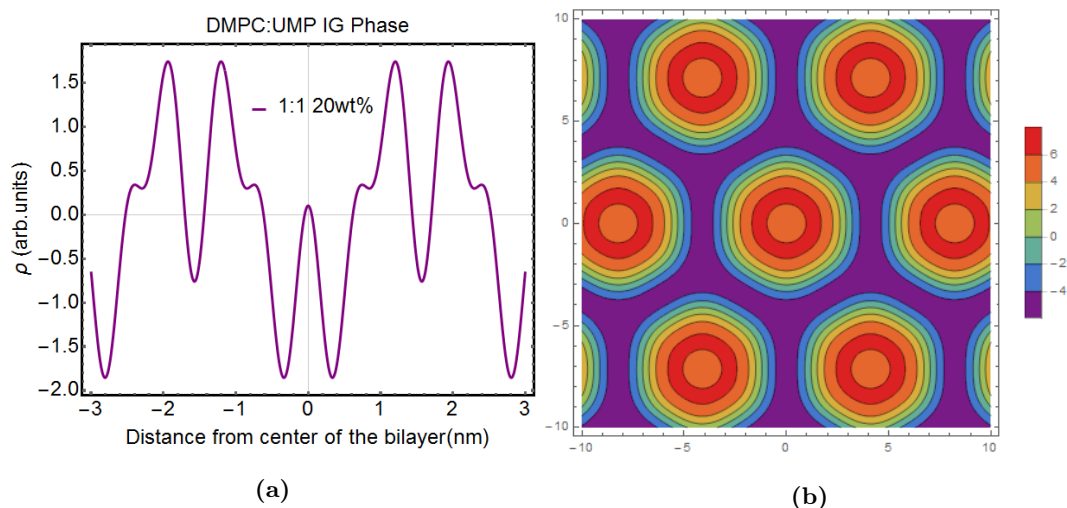 DMPC:UMP IG Phase
1:1 20wt%
ρ (arb.units)
1.5
1.0
0.5
0.0
−0.5
−1.0
−1.5
−2.0
−3 −2 −1 0 1 2 3
Distance from center of the bilayer(nm)
(a)
10
5
0
−5
−10
−10 −5 0 5 10
6
4
2
0
−2
−4
(b)